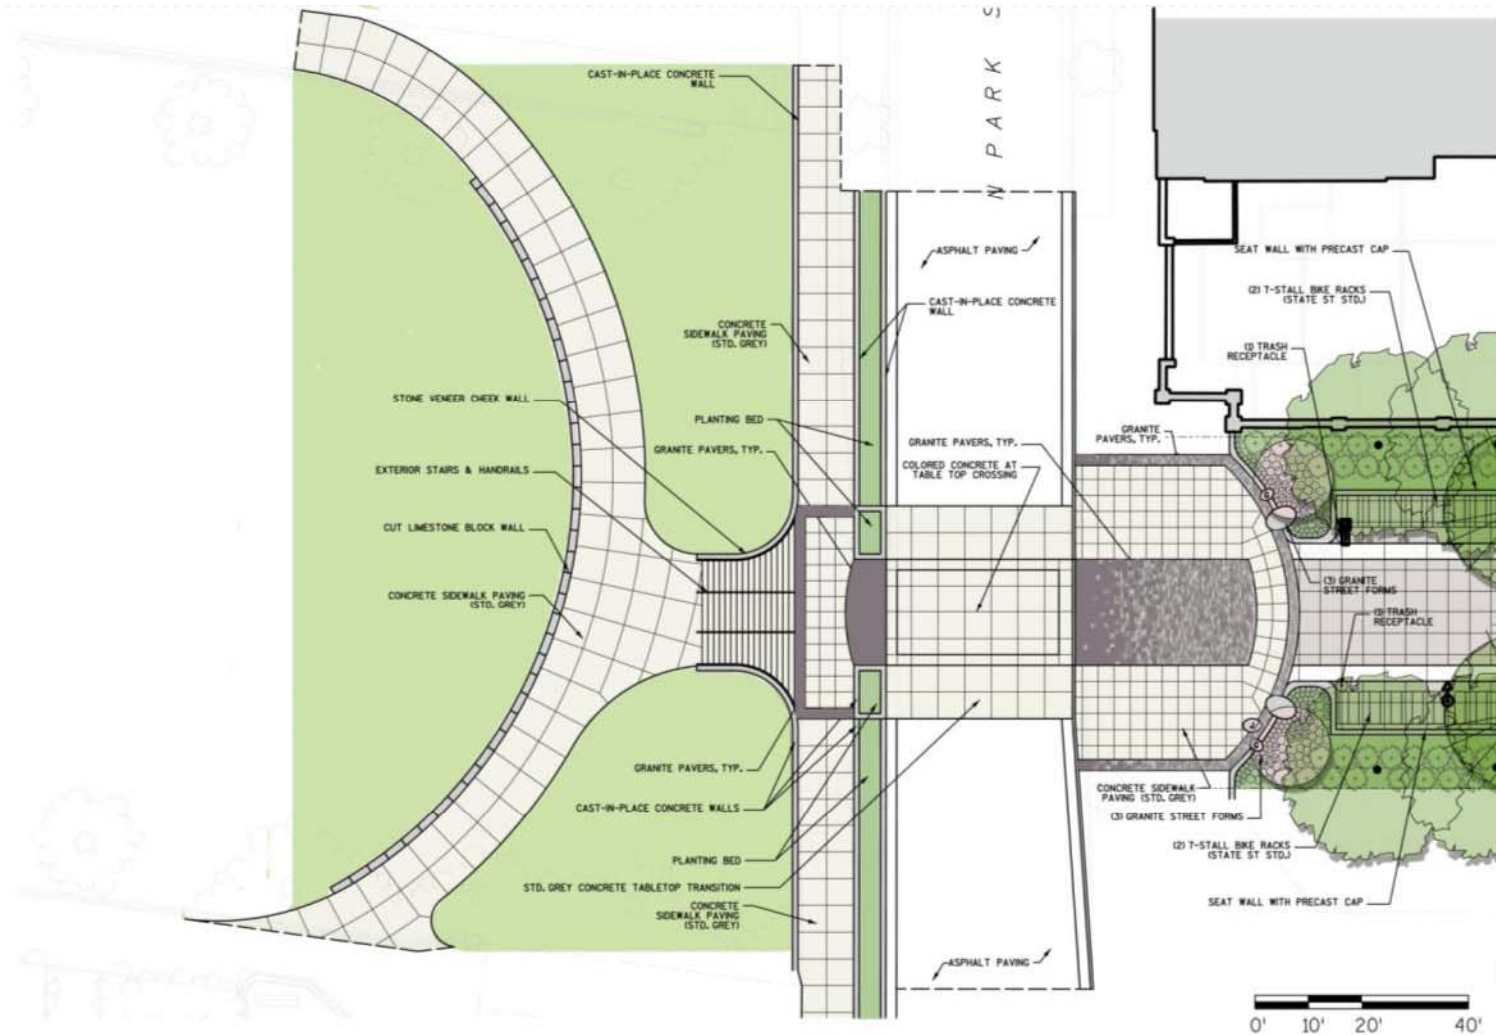 N PARK S
CAST-IN-PLACE CONCRETE
WALL
ASPHALT PAVING
SEAT WALL WITH PRECAST CAP
(2) 7-STALL BIKE RACKS
(STATE ST STD.)
CAST-IN-PLACE CONCRETE
WALL
CONCRETE
SIDEWALK PAVING
(STD. GREY)
(1) TRASH
RECEPTACLE
STONE VENEER CHEEK WALL
PLANTING BED
GRANITE
PAVERS, TYP.
GRANITE PAVERS, TYP.
GRANITE PAVERS, TYP.
EXTERIOR STAIRS & HANDRAILS
COLORED CONCRETE AT
TABLE TOP CROSSING
CUT LIMESTONE BLOCK WALL
CONCRETE SIDEWALK PAVING
(STD. GREY)
(3) GRANITE
STREET FORMS
(1) TRASH
RECEPTACLE
GRANITE PAVERS, TYP.
CONCRETE SIDEWALK
PAVING (STD. GREY)
CAST-IN-PLACE CONCRETE WALLS
(3) GRANITE STREET FORMS
(2) 7-STALL BIKE RACKS
(STATE ST STD.)
PLANTING BED
STD. GREY CONCRETE TABLETOP TRANSITION
CONCRETE
SIDEWALK PAVING
(STD. GREY)
SEAT WALL WITH PRECAST CAP
ASPHALT PAVING
0' 10' 20' 40'